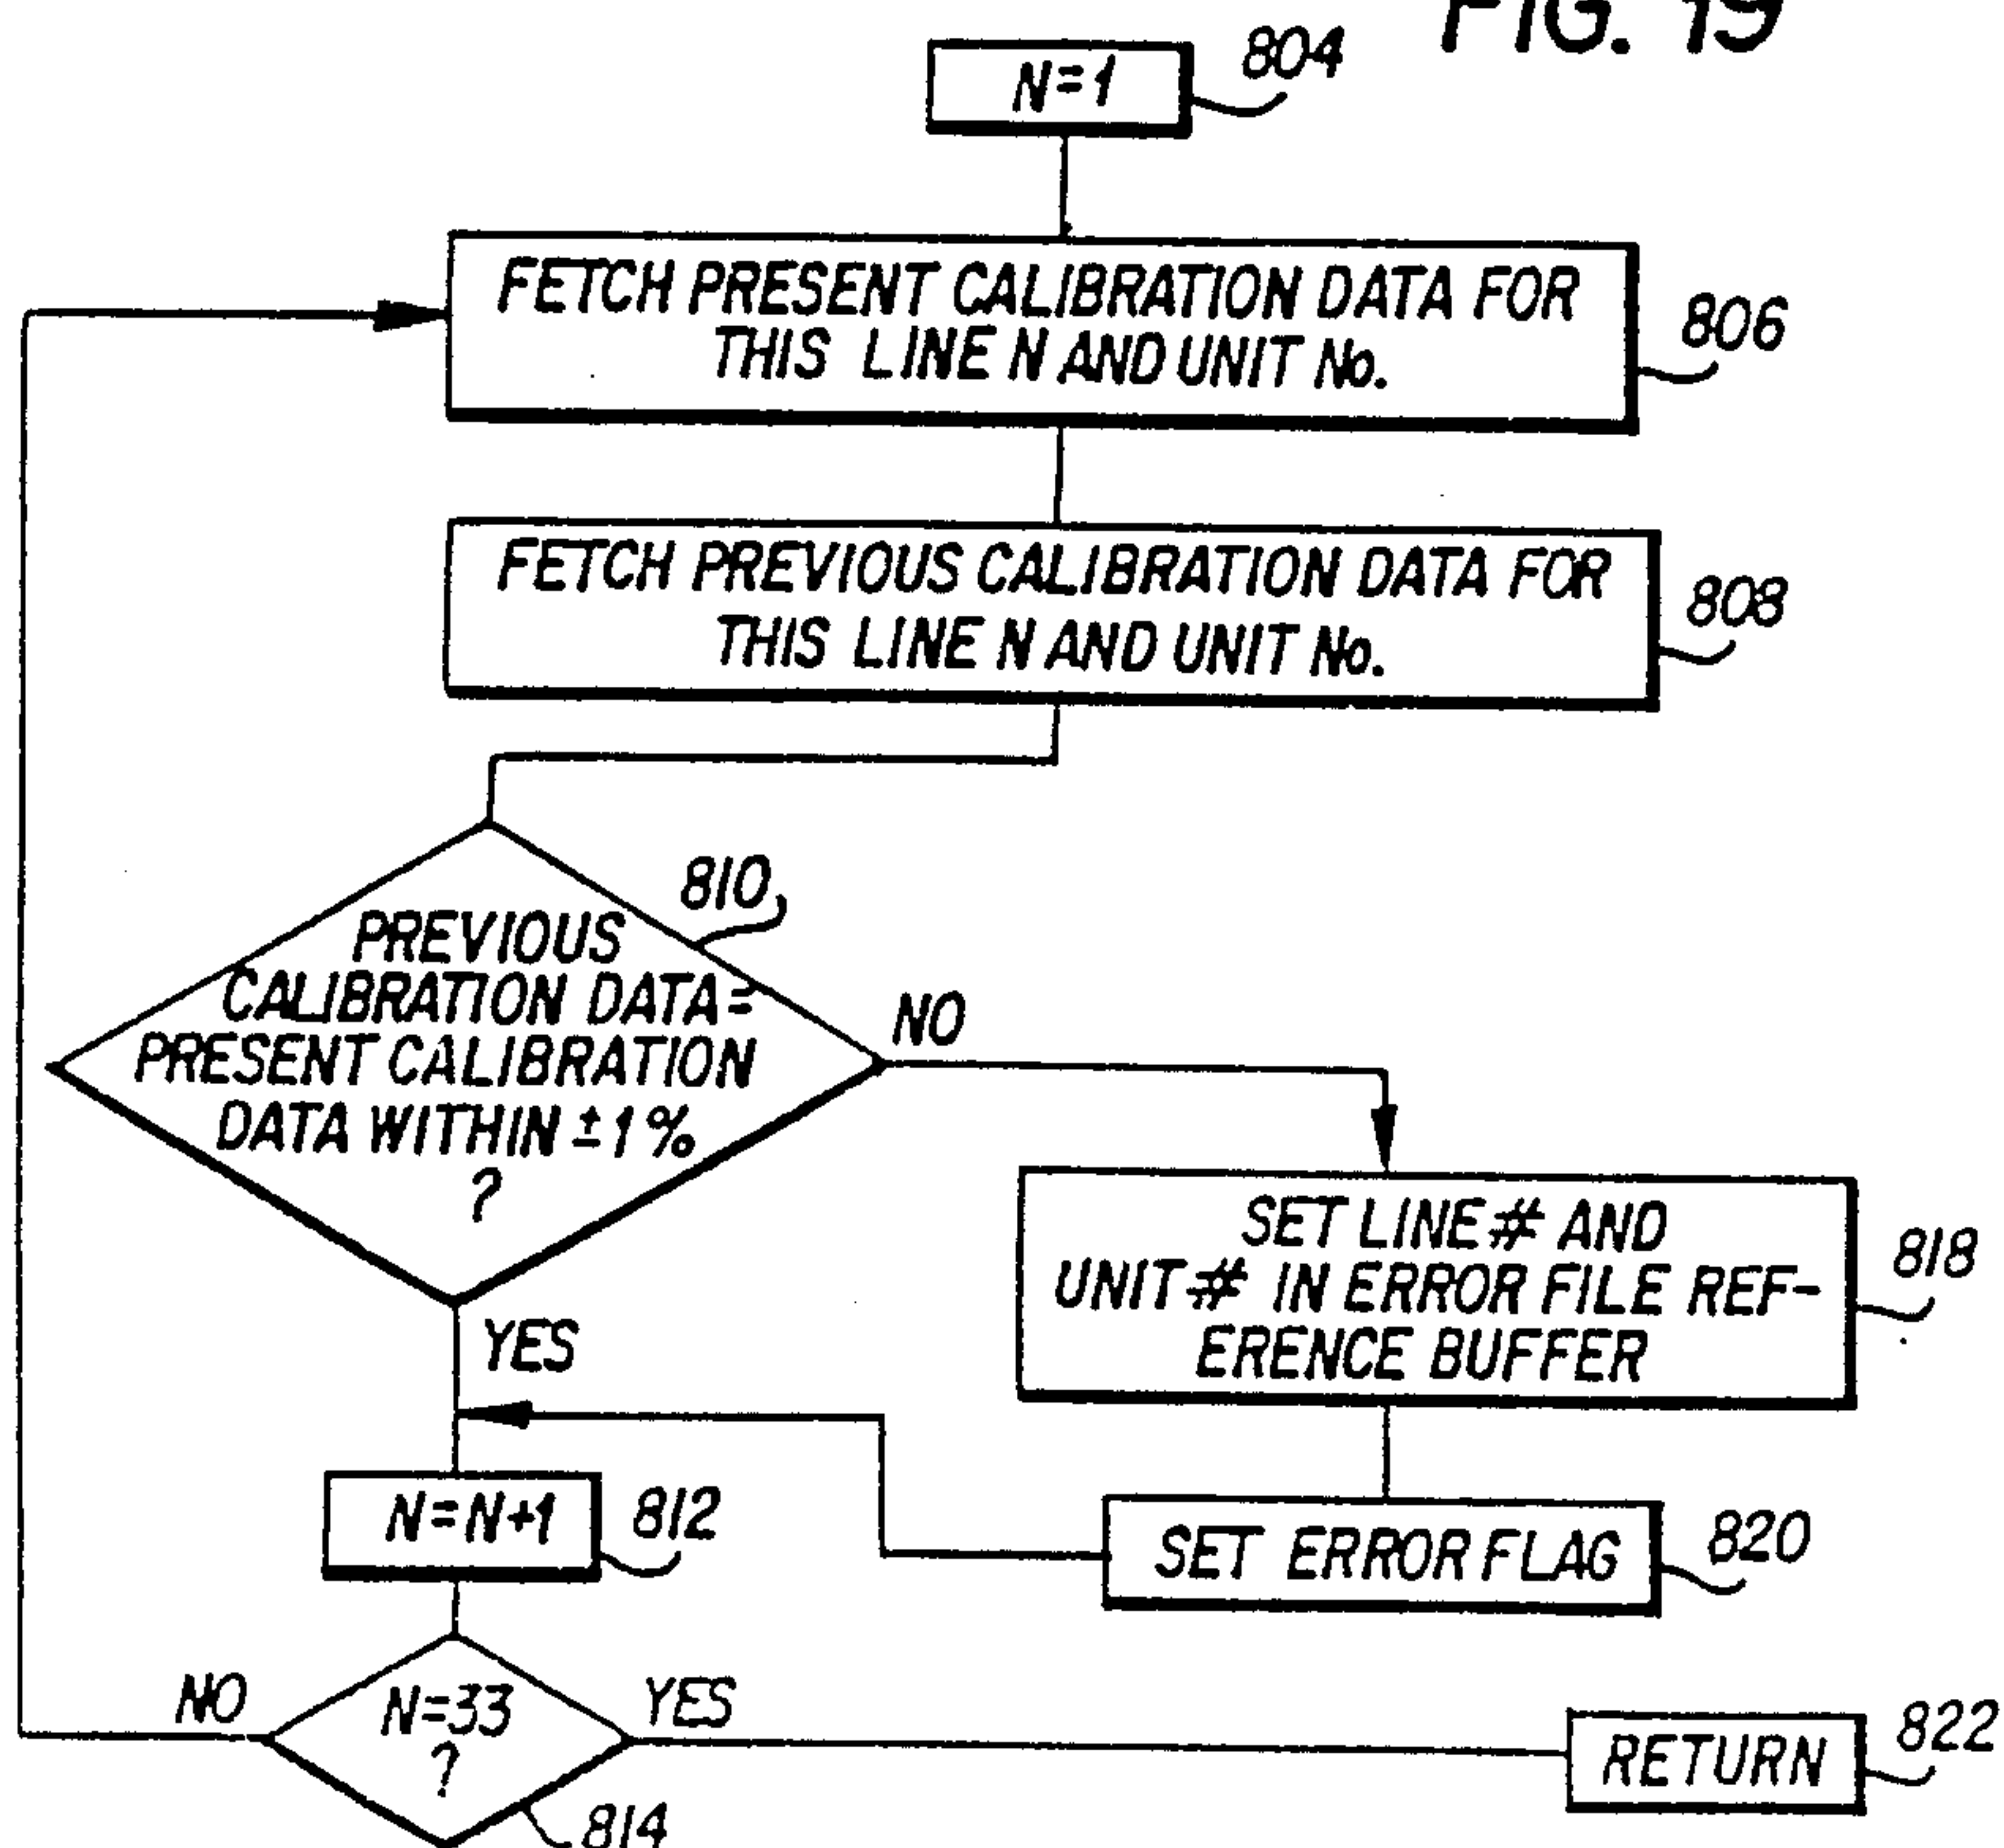 FIG. 19
N=1
804
FETCH PRESENT CALIBRATION DATA FOR
THIS LINE N AND UNIT No.
806
FETCH PREVIOUS CALIBRATION DATA FOR
THIS LINE N AND UNIT No.
808
810
PREVIOUS
CALIBRATION DATA=
PRESENT CALIBRATION
DATA WITHIN ±1%
?
NO
YES
SET LINE# AND
UNIT# IN ERROR FILE REF-
ERENCE BUFFER
818
N=N+1
812
SET ERROR FLAG
820
NO
N=33
?
YES
814
RETURN
822